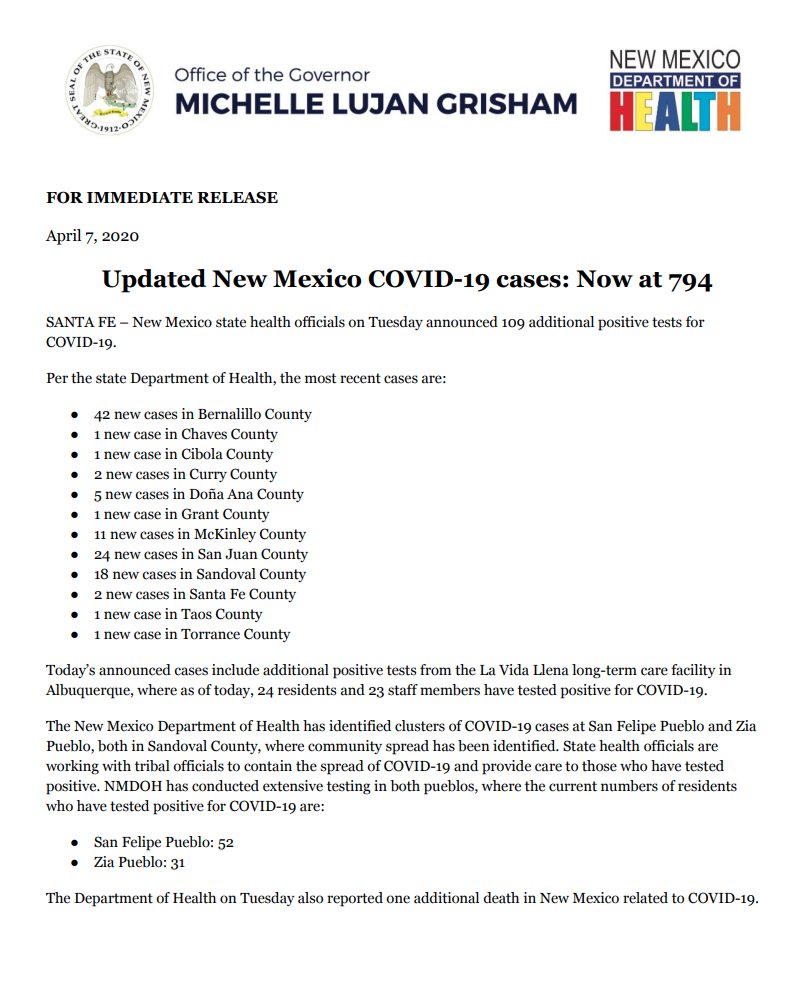 GREAT SEAL OF THE STATE OF NEW MEXICO
•1912•
Office of the Governor
MICHELLE LUJAN GRISHAM
NEW MEXICO
DEPARTMENT OF
HEALTH
FOR IMMEDIATE RELEASE
April 7, 2020
Updated New Mexico COVID-19 cases: Now at 794
SANTA FE – New Mexico state health officials on Tuesday announced 109 additional positive tests for
COVID-19.
Per the state Department of Health, the most recent cases are:
● 42 new cases in Bernalillo County
● 1 new case in Chaves County
● 1 new case in Cibola County
● 2 new cases in Curry County
● 5 new cases in Doña Ana County
● 1 new case in Grant County
● 11 new cases in McKinley County
● 24 new cases in San Juan County
● 18 new cases in Sandoval County
● 2 new cases in Santa Fe County
● 1 new case in Taos County
● 1 new case in Torrance County
Today’s announced cases include additional positive tests from the La Vida Llena long-term care facility in
Albuquerque, where as of today, 24 residents and 23 staff members have tested positive for COVID-19.
The New Mexico Department of Health has identified clusters of COVID-19 cases at San Felipe Pueblo and Zia
Pueblo, both in Sandoval County, where community spread has been identified. State health officials are
working with tribal officials to contain the spread of COVID-19 and provide care to those who have tested
positive. NMDOH has conducted extensive testing in both pueblos, where the current numbers of residents
who have tested positive for COVID-19 are:
● San Felipe Pueblo: 52
● Zia Pueblo: 31
The Department of Health on Tuesday also reported one additional death in New Mexico related to COVID-19.